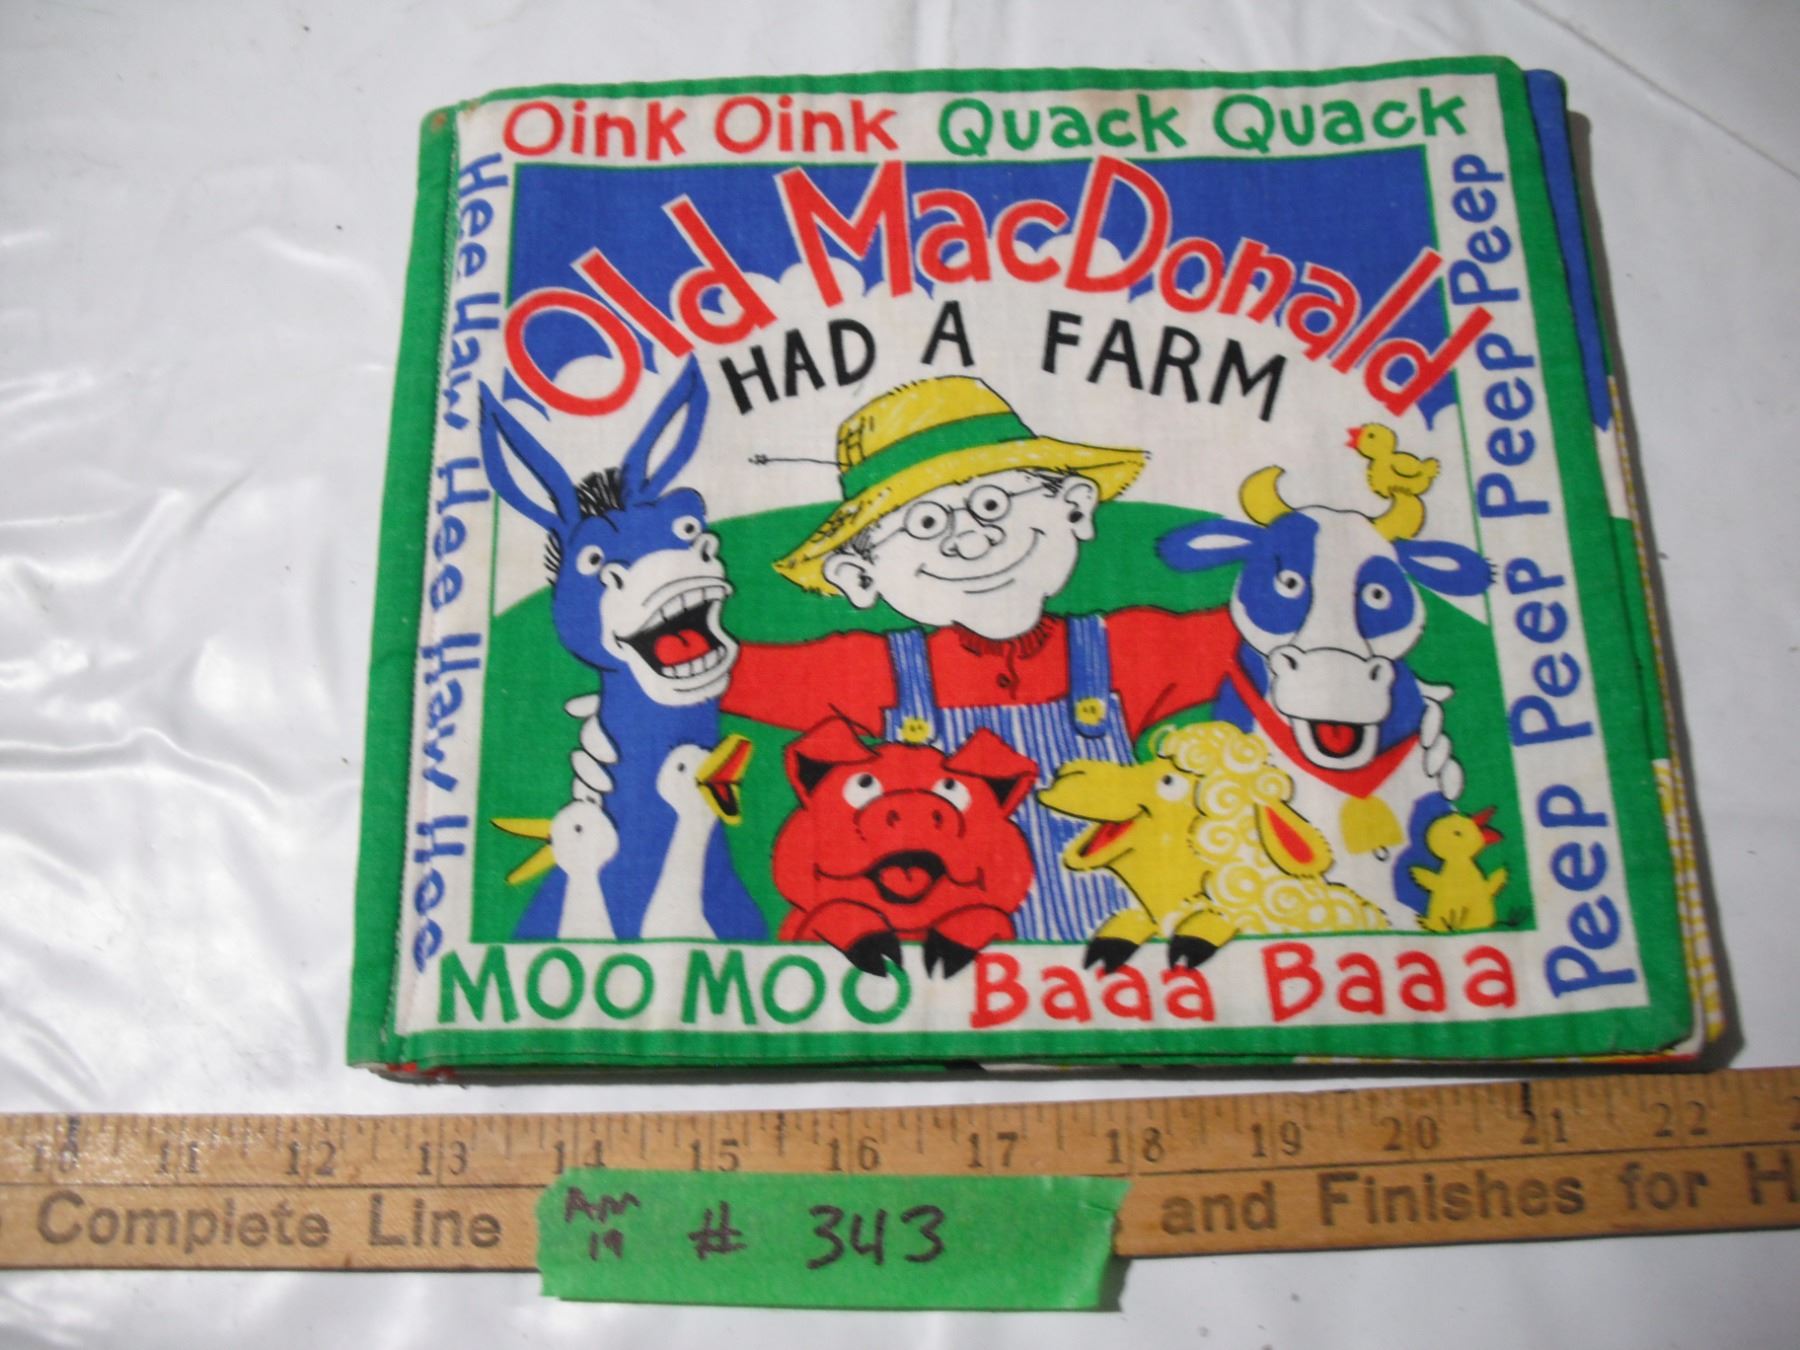 Oink Oink Quack Quack
Hee Haw Hee Haw Hee
Old MacDonald
HAD A FARM
Peep Peep Peep Peep Peep Peep
MOO MOO Baaa Baaa
10 11 12 13 14 15 16 17 18 19 20 21 22
Complete Line and Finishes for H
AM
19 # 343